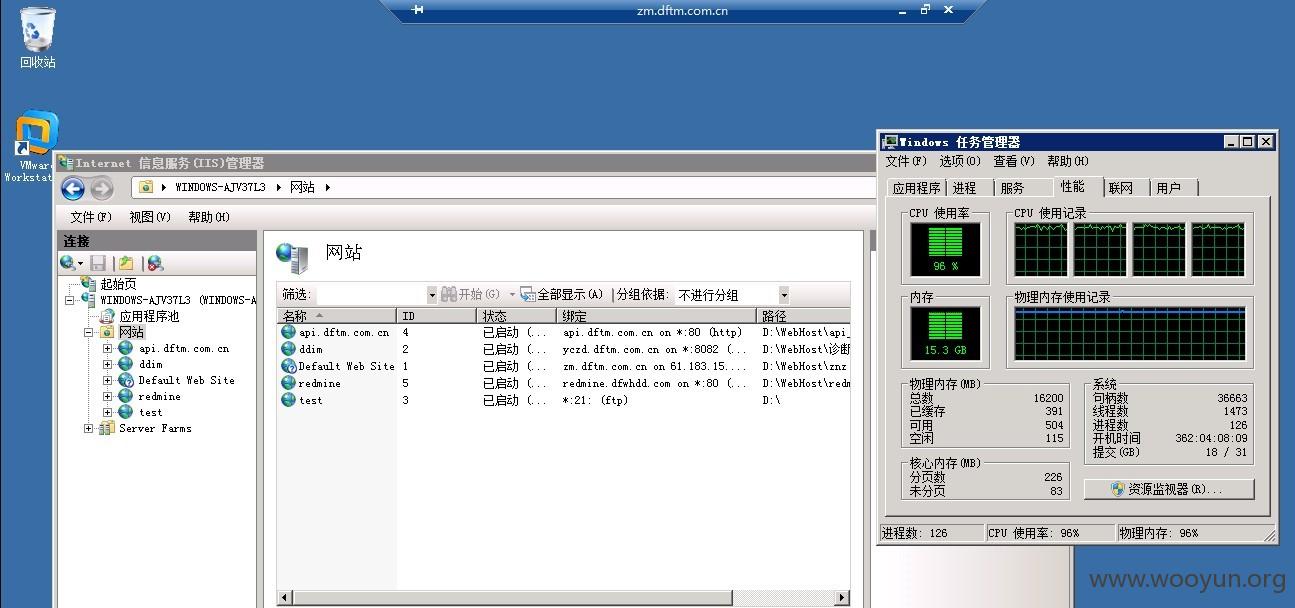 zm.dftm.com.cn
回收站
VMware
Workstat
Internet 信息服务(IIS)管理器
WINDOWS-AJV37L3 网站
文件(F) 视图(V) 帮助(H)
连接
起始页
WINDOWS-AJV37L3 (WINDOWS-A
应用程序池
网站
api.dftm.com.cn
ddim
Default Web Site
redmine
test
Server Farms
网站
筛选: 开始(G) 全部显示(A) 分组依据: 不进行分组
名称 ID 状态 绑定 路径
api.dftm.com.cn 4 已启动 (... api.dftm.com.cn on *:80 (http) D:\WebHost\api_
ddim 2 已启动 (... yczd.dftm.com.cn on *:8082 (... D:\WebHost\诊断
Default Web Site 1 已启动 (... zm.dftm.com.cn on 61.183.15.... D:\WebHost\znz
redmine 5 已启动 (... redmine.dfwhdd.com on *:80 (... D:\WebHost\redm
test 3 已启动 (... *:21: (ftp) D:\
Windows 任务管理器
文件(F) 选项(O) 查看(V) 帮助(H)
应用程序 进程 服务 性能 联网 用户
CPU 使用率 CPU 使用记录
96 %
内存 物理内存使用记录
15.3 GB
物理内存(MB)
总数 16200
已缓存 391
可用 504
空闲 115
核心内存(MB)
分页数 226
未分页 83
系统
句柄数 36663
线程数 1473
进程数 126
开机时间 362:04:08:09
提交(GB) 18 / 31
资源监视器(R)...
进程数: 126 CPU 使用率: 96% 物理内存: 96%
www.wooyun.org